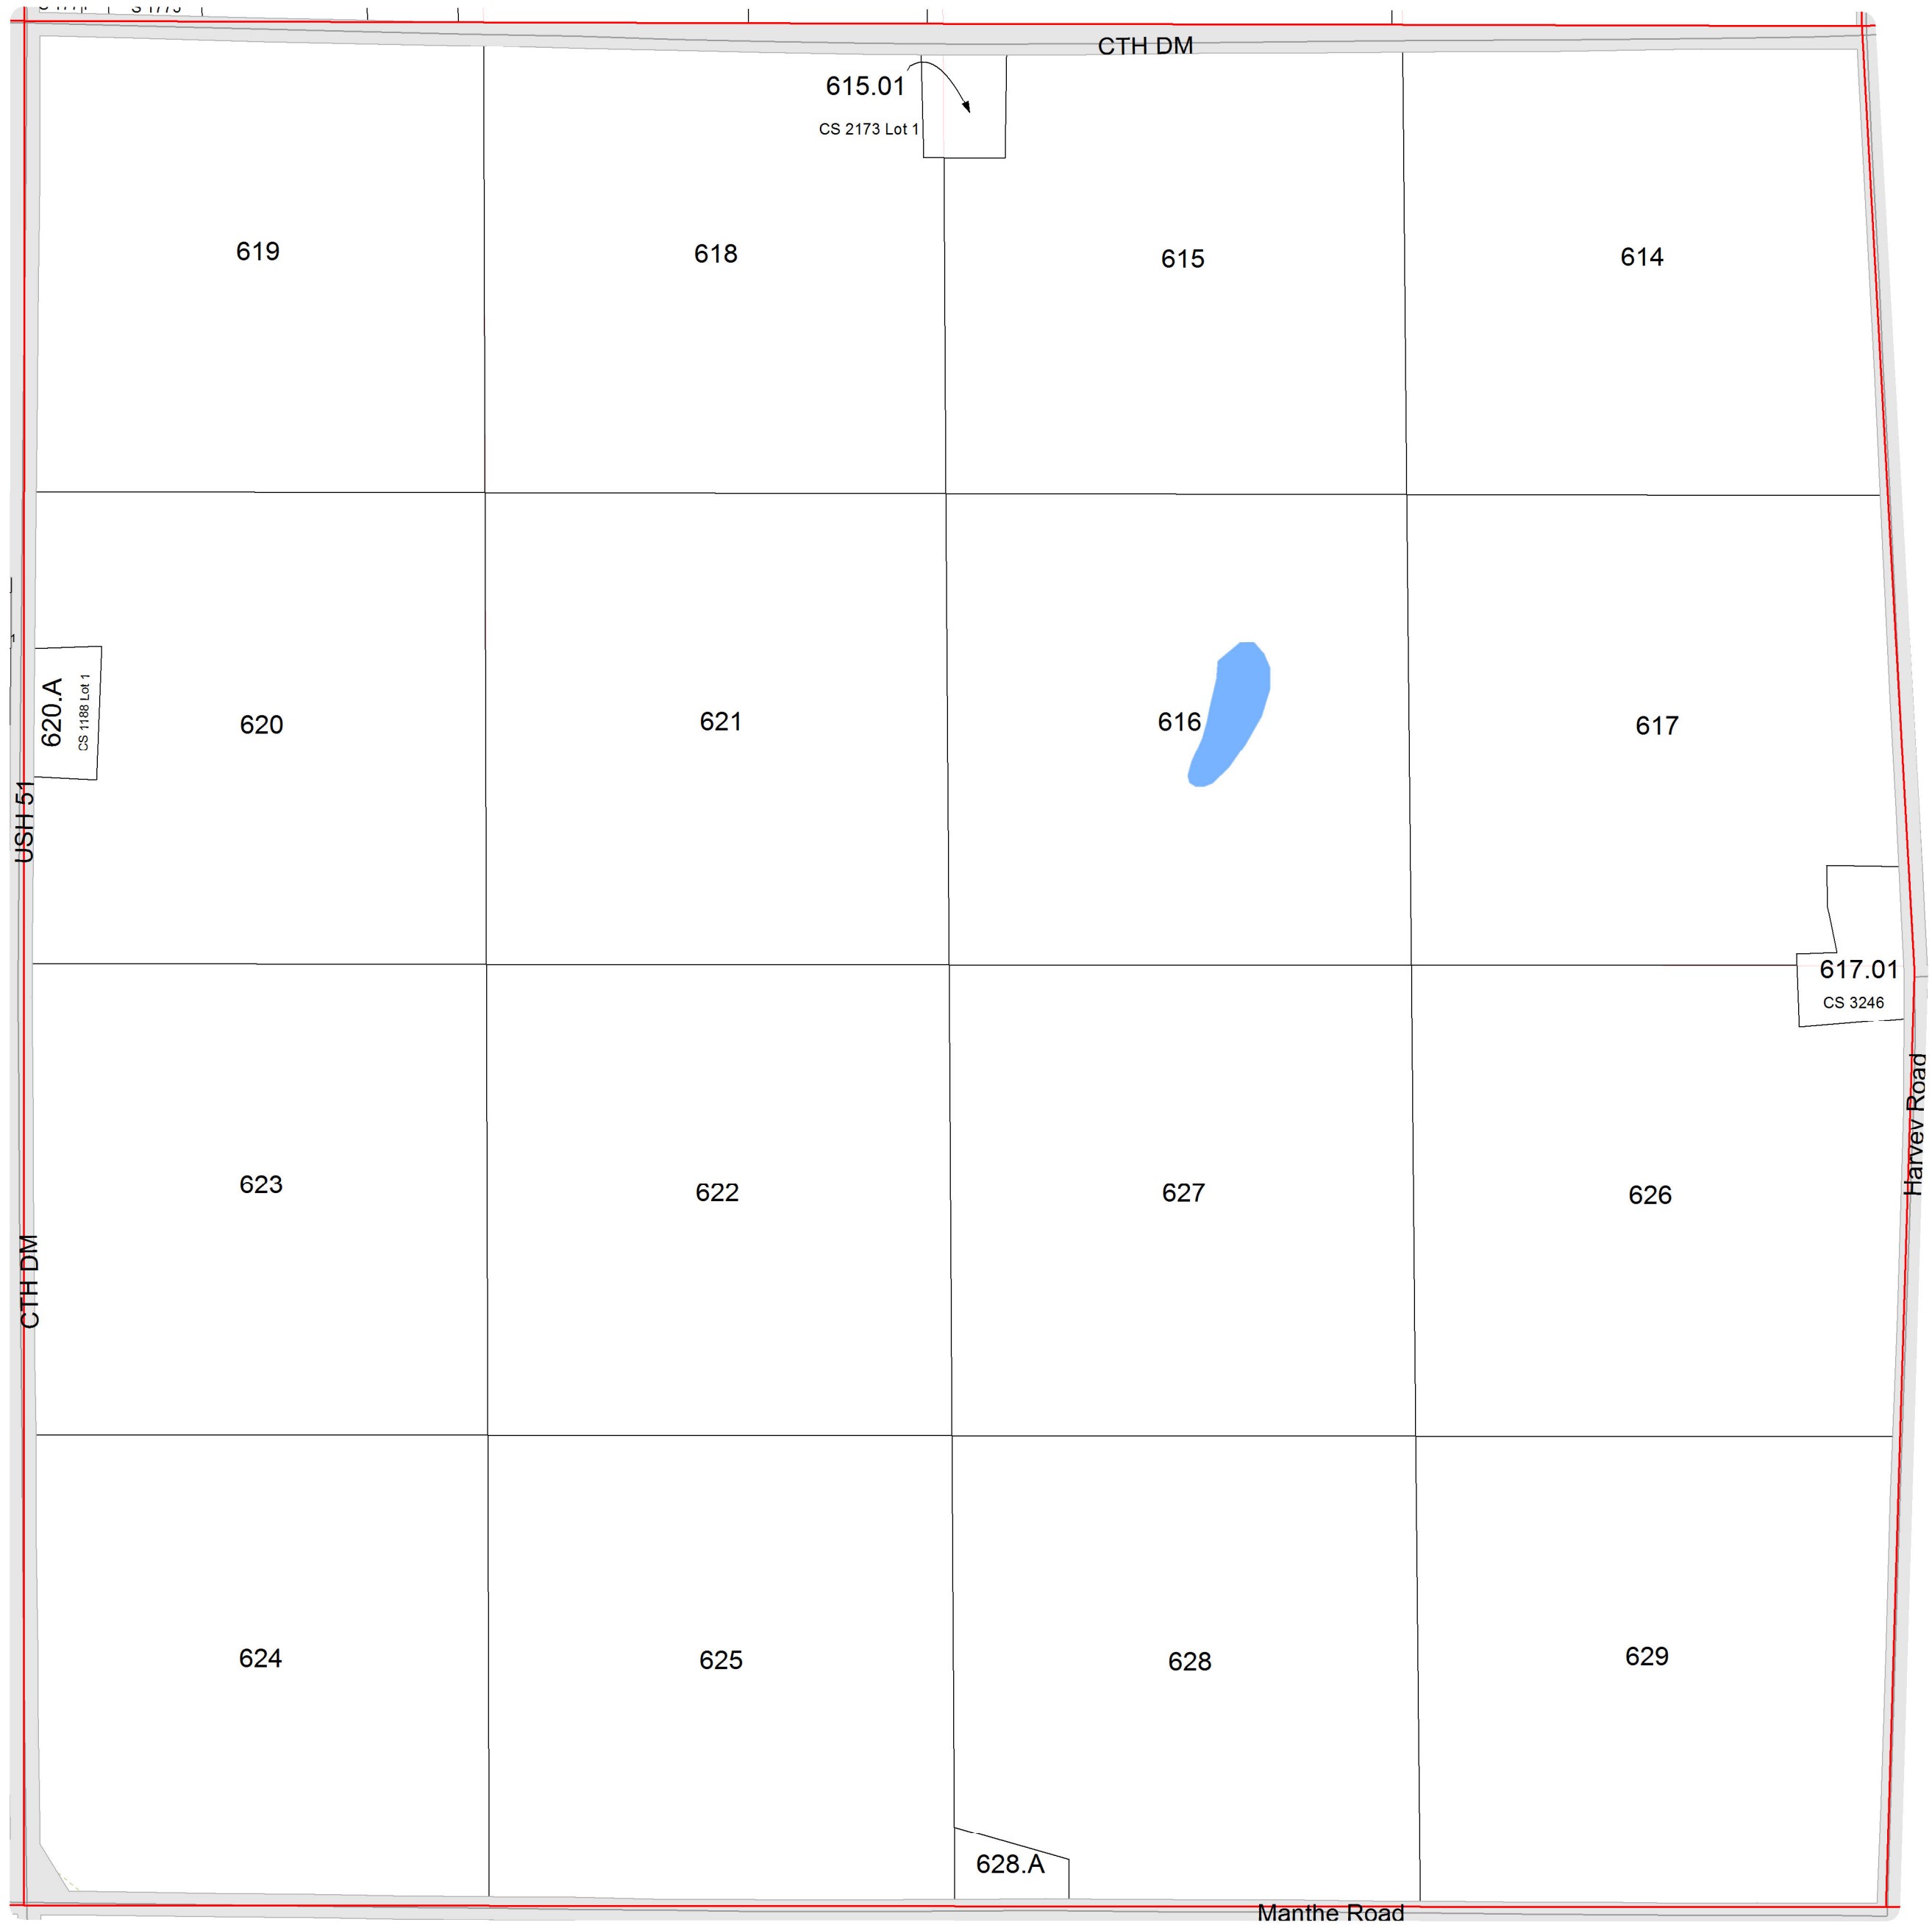 CTH DM
615.01
CS 2173 Lot 1
619
618
615
614
620.A
CS 1188 Lot 1
620
621
616
617
USH 51
617.01
CS 3246
Harvey Road
623
622
627
626
CTH DM
624
625
628
629
628.A
Manthe Road